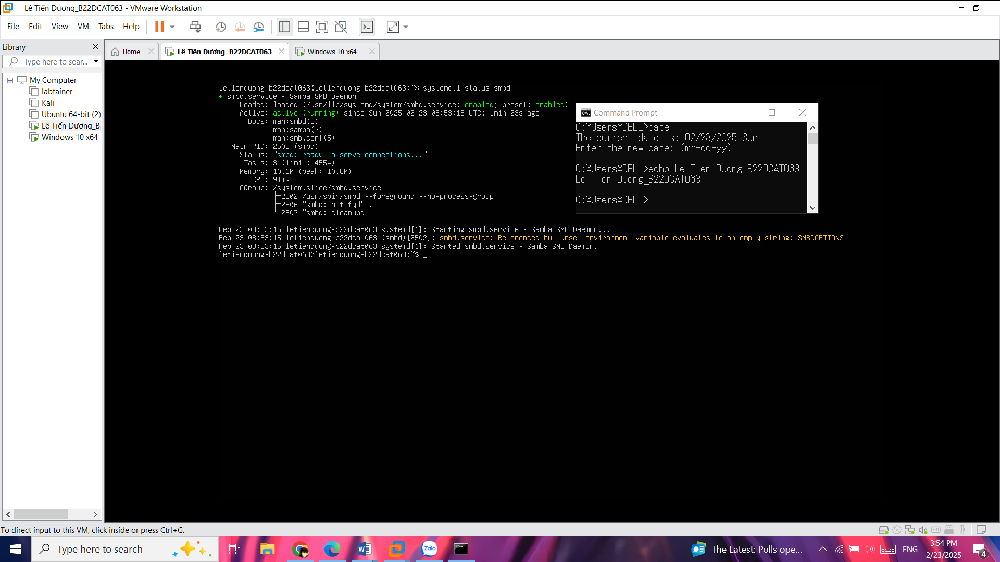 Lê Tiến Dương_B22DCAT063 - VMware Workstation
File Edit View VM Tabs Help
Library
Type here to sear...
My Computer
labtainer
Kali
Ubuntu 64-bit (2)
Lê Tiến Dương_B2
Windows 10 x64
Home
Lê Tiến Dương_B22DCAT063
Windows 10 x64
letienduong-b22dcat063@letienduong-b22dcat063:~$ systemctl status smbd
● smbd.service - Samba SMB Daemon
Loaded: loaded (/usr/lib/systemd/system/smbd.service; enabled; preset: enabled)
Active: active (running) since Sun 2025-02-23 08:53:15 UTC; 1min 23s ago
Docs: man:smbd(8)
man:samba(7)
man:smb.conf(5)
Main PID: 2502 (smbd)
Status: "smbd: ready to serve connections..."
Tasks: 3 (limit: 4554)
Memory: 10.6M (peak: 10.8M)
CPU: 91ms
CGroup: /system.slice/smbd.service
├─2502 /usr/sbin/smbd --foreground --no-process-group
├─2506 "smbd: notifyd" .
└─2507 "smbd: cleanupd "
Feb 23 08:53:15 letienduong-b22dcat063 systemd[1]: Starting smbd.service - Samba SMB Daemon...
Feb 23 08:53:15 letienduong-b22dcat063 (smbd)[2502]: smbd.service: Referenced but unset environment variable evaluates to an empty string: SMBDOPTIONS
Feb 23 08:53:15 letienduong-b22dcat063 systemd[1]: Started smbd.service - Samba SMB Daemon.
letienduong-b22dcat063@letienduong-b22dcat063:~$ _
Command Prompt
C:¥Users¥DELL>date
The current date is: 02/23/2025 Sun
Enter the new date: (mm-dd-yy)
C:¥Users¥DELL>echo Le Tien Duong_B22DCAT063
Le Tien Duong_B22DCAT063
C:¥Users¥DELL>
To direct input to this VM, click inside or press Ctrl+G.
Type here to search
Zalo
The Latest: Polls ope...
ENG
3:54 PM
2/23/2025
4